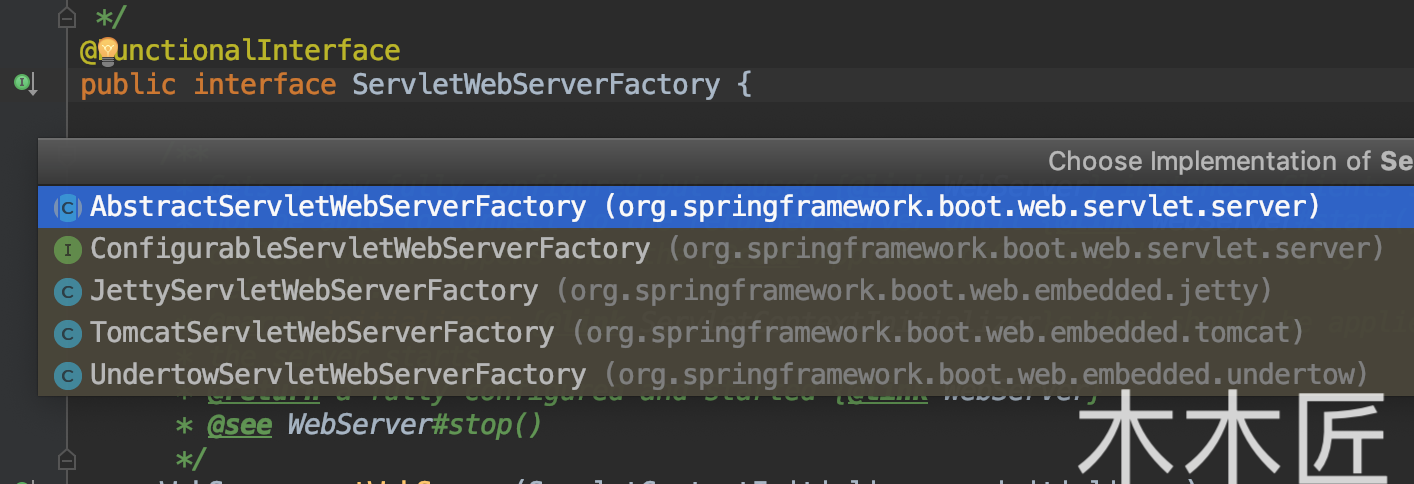 */
@FunctionalInterface
public interface ServletWebServerFactory {
Choose Implementation of Se
AbstractServletWebServerFactory (org.springframework.boot.web.servlet.server)
ConfigurableServletWebServerFactory (org.springframework.boot.web.servlet.server)
JettyServletWebServerFactory (org.springframework.boot.web.embedded.jetty)
TomcatServletWebServerFactory (org.springframework.boot.web.embedded.tomcat)
UndertowServletWebServerFactory (org.springframework.boot.web.embedded.undertow)
* @return a fully configured and started {@link WebServer}
* @see WebServer#stop()
*/
木木匠